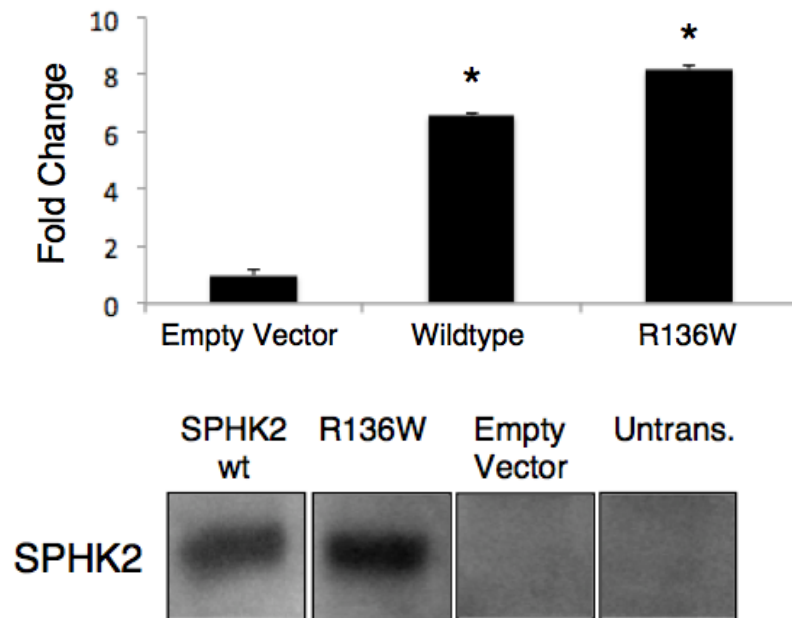 10
8
6
4
2
0
Fold Change
*
*
Empty Vector Wildtype R136W
SPHK2 wt
R136W
Empty Vector
Untrans.
SPHK2